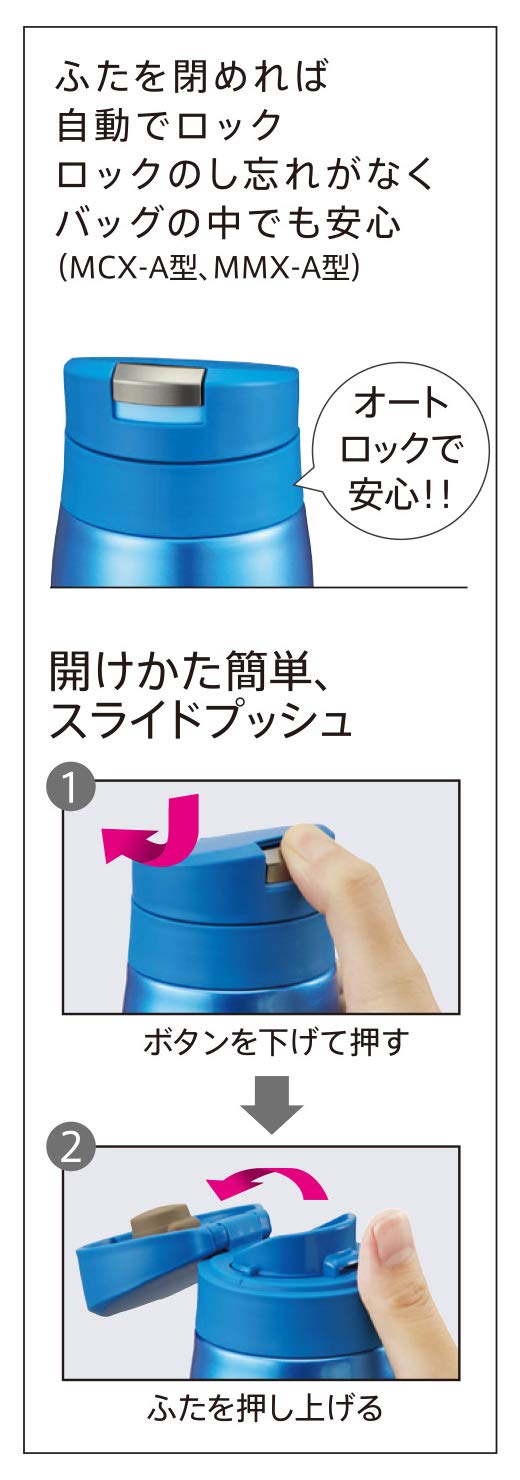 ふたを閉めれば
自動でロック
ロックのし忘れがなく
バッグの中でも安心
（MCX-A型、MMX-A型）
オート
ロックで
安心!!
開けかた簡単、
スライドプッシュ
1
ボタンを下げて押す
2
ふたを押し上げる